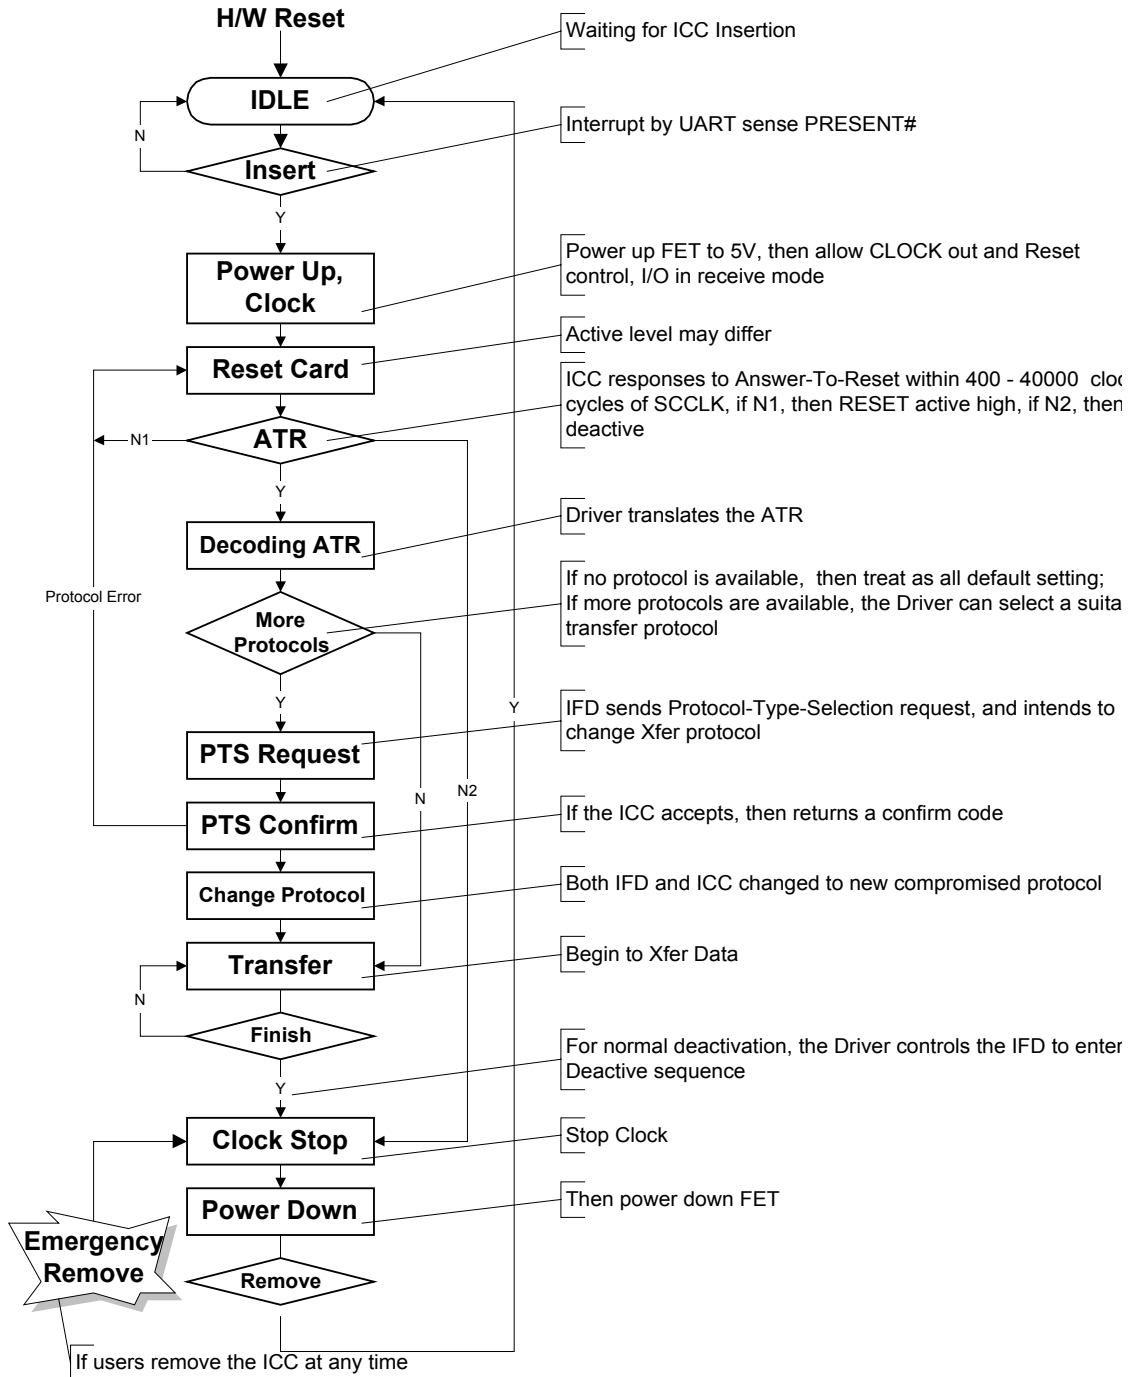 H/W Reset
Waiting for ICC Insertion
IDLE
N
Interrupt by UART sense PRESENT#
Insert
Y
Power Up,
Clock
Power up FET to 5V, then allow CLOCK out and Reset
control, I/O in receive mode
Active level may differ
Reset Card
ICC responses to Answer-To-Reset within 400 - 40000
cycles of SCCLK, if N1, then RESET active high, if N2, then
deactive
N1
ATR
Y
Driver translates the ATR
Decoding ATR
If no protocol is available, then treat as all default setting;
If more protocols are available, the Driver can select a
transfer protocol
Protocol Error
More
Protocols
Y
Y
IFD sends Protocol-Type-Selection request, and intends to
change Xfer protocol
PTS Request
N
N2
If the ICC accepts, then returns a confirm code
PTS Confirm
Both IFD and ICC changed to new compromised protocol
Change Protocol
Begin to Xfer Data
Transfer
N
Finish
For normal deactivation, the Driver controls the IFD to enter
Deactive sequence
Y
Stop Clock
Clock Stop
Then power down FET
Power Down
Emergency
Remove
Remove
If users remove the ICC at any time